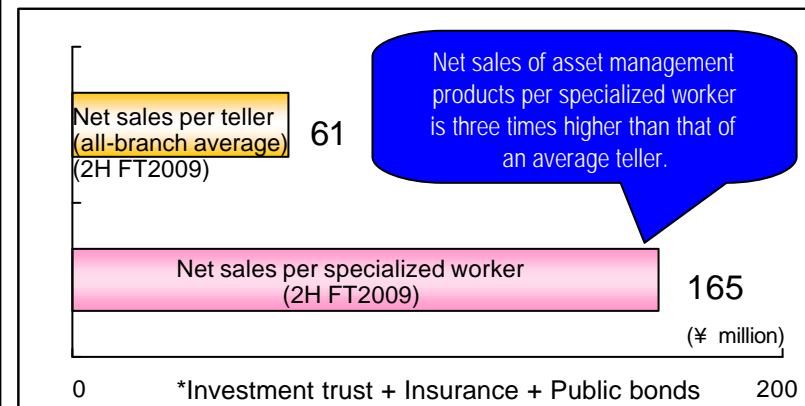 Net sales of asset management
products per specialized worker
is three times higher than that of
an average teller.
Net sales per teller
(all-branch average)
(2H FT2009)
61
Net sales per specialized worker
(2H FT2009)
165
(¥ million)
0 *Investment trust + Insurance + Public bonds 200